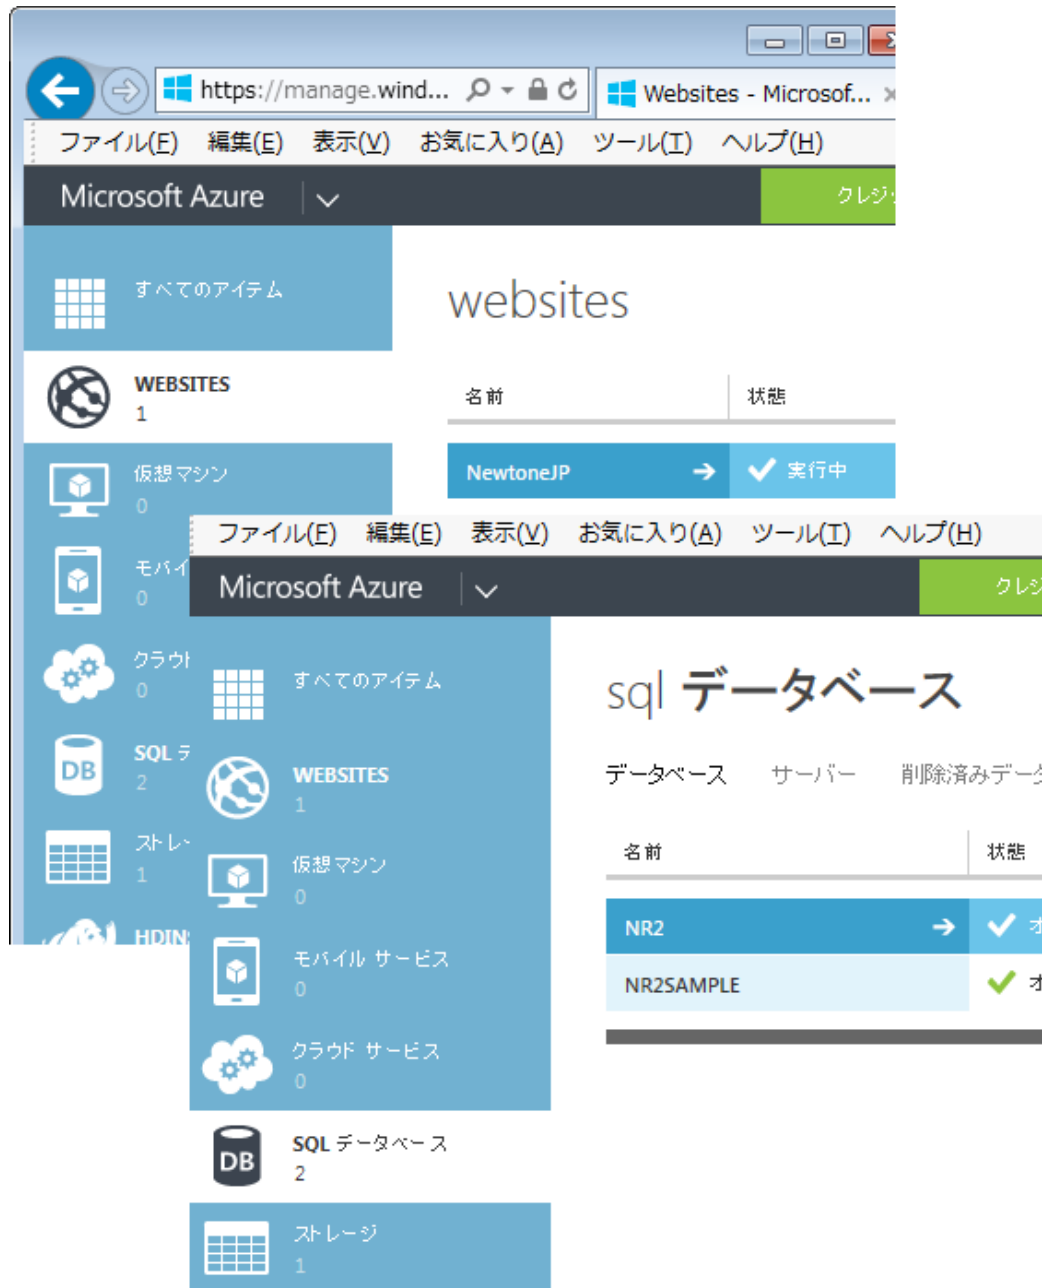 https://manage.wind...
Websites - Microsof...
ファイル(F) 編集(E) 表示(V) お気に入り(A) ツール(T) ヘルプ(H)
Microsoft Azure
すべてのアイテム
websites
WEBSITES
1
名前 状態
NewtoneJP 実行中
仮想マシン
0
0
0
DB
SQL
2
1
ファイル(F) 編集(E) 表示(V) お気に入り(A) ツール(T) ヘルプ(H)
Microsoft Azure
すべてのアイテム
sql データベース
WEBSITES
1
データベース サーバー
仮想マシン
0
名前 状態
NR2
NR2SAMPLE
モバイル サービス
0
クラウド サービス
0
DB
SQL データベース
2
ストレージ
1